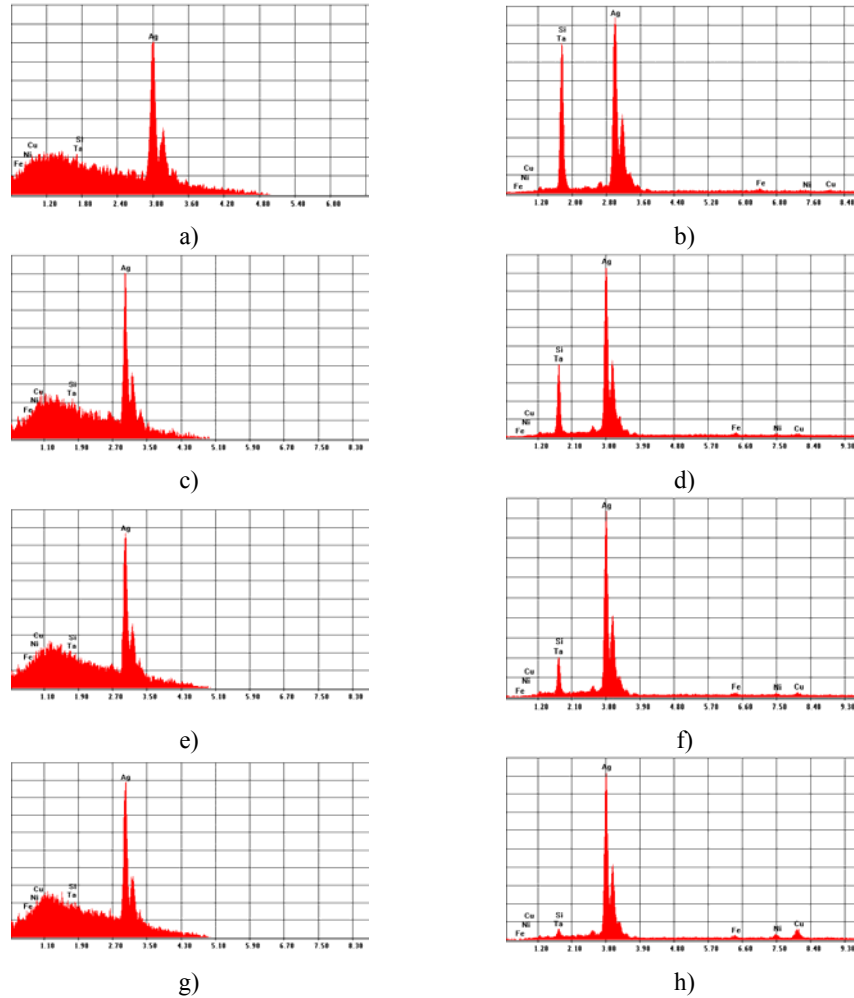 Ag
Si
Cu
Ta
Ni
Fe
1.20 1.80 2.40 3.00 3.60 4.20 4.80 5.40 6.00
a)
Ag
Si
Ta
Cu
Ni
Fe
Fe Ni Cu
1.20 2.10 2.80 3.90 4.80 5.70 6.60 7.80 8.40
b)
Ag
Si
Cu
Ta
Ni
Fe
1.10 1.90 2.70 3.50 4.30 5.10 5.90 6.70 7.50 8.30
c)
Ag
Si
Ta
Cu
Ni
Fe
Fe Ni Cu
1.20 2.10 3.00 3.90 4.80 5.70 6.60 7.50 8.40 9.30
d)
Ag
Cu Si
Ni Ta
Fe
1.10 1.90 2.70 3.50 4.30 5.10 5.90 6.70 7.50 8.30
e)
Ag
Si
Ta
Cu
Ni
Fe
Fe Ni Cu
1.20 2.10 3.00 3.90 4.80 5.70 6.60 7.50 8.40 9.30
f)
Ag
Cu Si
Ni Ta
Fe
1.10 1.90 2.70 3.50 4.30 5.10 5.90 6.70 7.50 8.30
g)
Ag
Cu Si
Ni Ta
Fe
Fe Ni Cu
1.20 2.10 3.00 3.90 4.80 5.70 6.60 7.50 8.40 9.30
h)